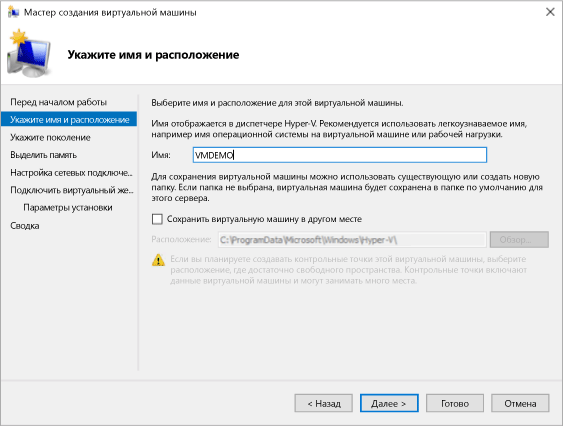 Мастер создания виртуальной машины
Укажите имя и расположение
Перед началом работы
Укажите имя и расположение
Укажите поколение
Выделить память
Настройка сетевых подключе...
Подключить виртуальный же...
Параметры установки
Сводка
Выберите имя и расположение для этой виртуальной машины.
Имя отображается в диспетчере Hyper-V. Рекомендуется использовать легкоузнаваемое имя,
например имя операционной системы на виртуальной машине или рабочей нагрузки.
Имя: VMDEMO
Для сохранения виртуальной машины можно использовать существующую или создать новую
папку. Если папка не выбрана, виртуальная машина будет сохранена в папке по умолчанию для
этого сервера.
Сохранить виртуальную машину в другом месте
Расположение: C:\ProgramData\Microsoft\Windows\Hyper-V\ Обзор...
Если вы планируете создавать контрольные точки этой виртуальной машины, выберите
расположение, где достаточно свободного пространства. Контрольные точки включают
данные виртуальной машины и могут занимать много места.
< Назад Далее > Готово Отмена